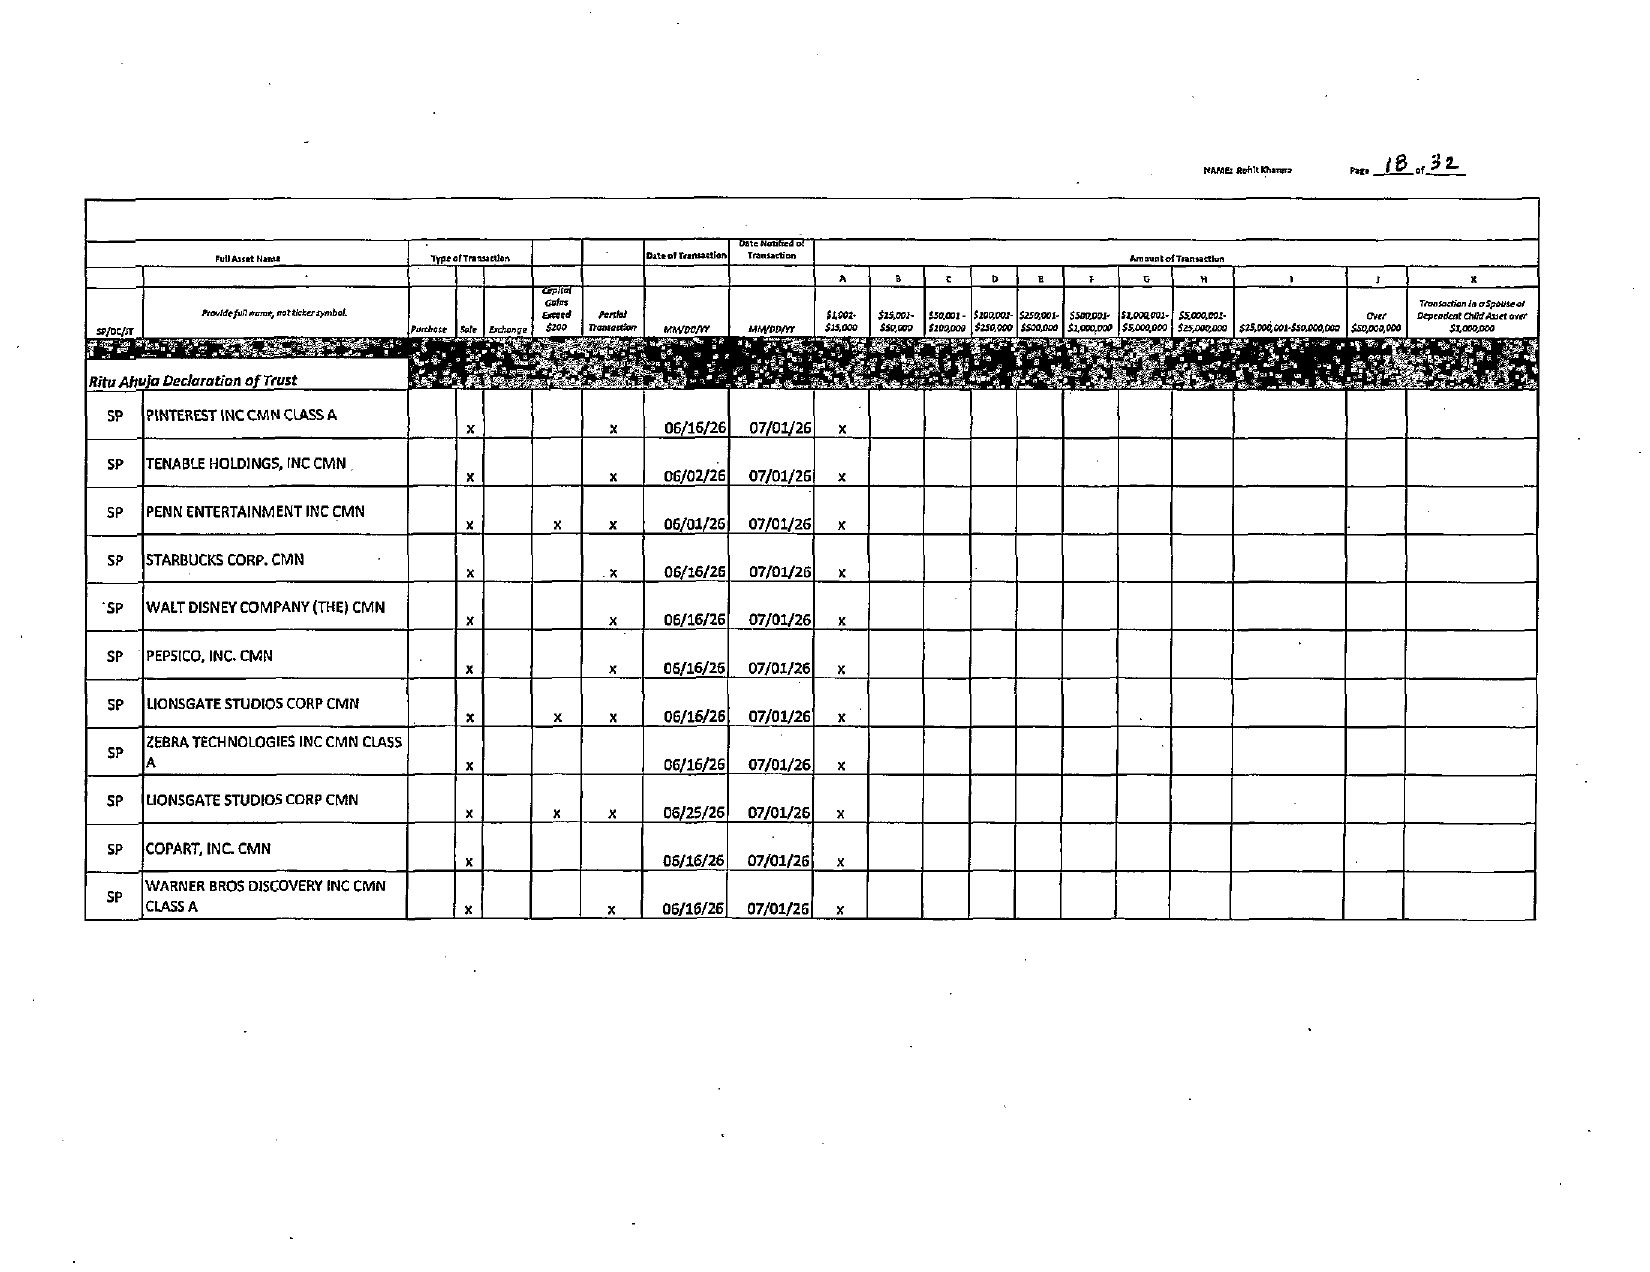 NAME: Rohit Khanna Page 18 of 32
Full Asset Name Type of Transaction Date of Transaction Date Notified of Transaction Amount of Transaction
A B C D E F G H I J K
SP/DC/JT Provide full name, not ticker symbol. Purchase Sale Exchange Capital Gains Exceed $200 Partial Transaction MM/DD/YY MM/DD/YY $1,001-$15,000 $15,001-$50,000 $50,001-$100,000 $100,001-$250,000 $250,001-$500,000 $500,001-$1,000,000 $1,000,001-$5,000,000 $5,000,001-$25,000,000 $25,000,001-$50,000,000 Over $50,000,000 Transaction in a Spouse or Dependent Child Asset over $1,000,000
Ritu Ahuja Declaration of Trust
SP PINTEREST INC CMN CLASS A x x 06/16/26 07/01/26 x
SP TENABLE HOLDINGS, INC CMN x x 06/02/26 07/01/26 x
SP PENN ENTERTAINMENT INC CMN x x x 06/01/26 07/01/26 x
SP STARBUCKS CORP. CMN x x 06/16/26 07/01/26 x
SP WALT DISNEY COMPANY (THE) CMN x x 06/16/26 07/01/26 x
SP PEPSICO, INC. CMN x x 06/16/26 07/01/26 x
SP LIONSGATE STUDIOS CORP CMN x x x 06/16/26 07/01/26 x
SP ZEBRA TECHNOLOGIES INC CMN CLASS
A x 06/16/26 07/01/26 x
SP LIONSGATE STUDIOS CORP CMN x x x 06/25/26 07/01/26 x
SP COPART, INC. CMN x 06/16/26 07/01/26 x
SP WARNER BROS DISCOVERY INC CMN
CLASS A x x 06/16/26 07/01/26 x